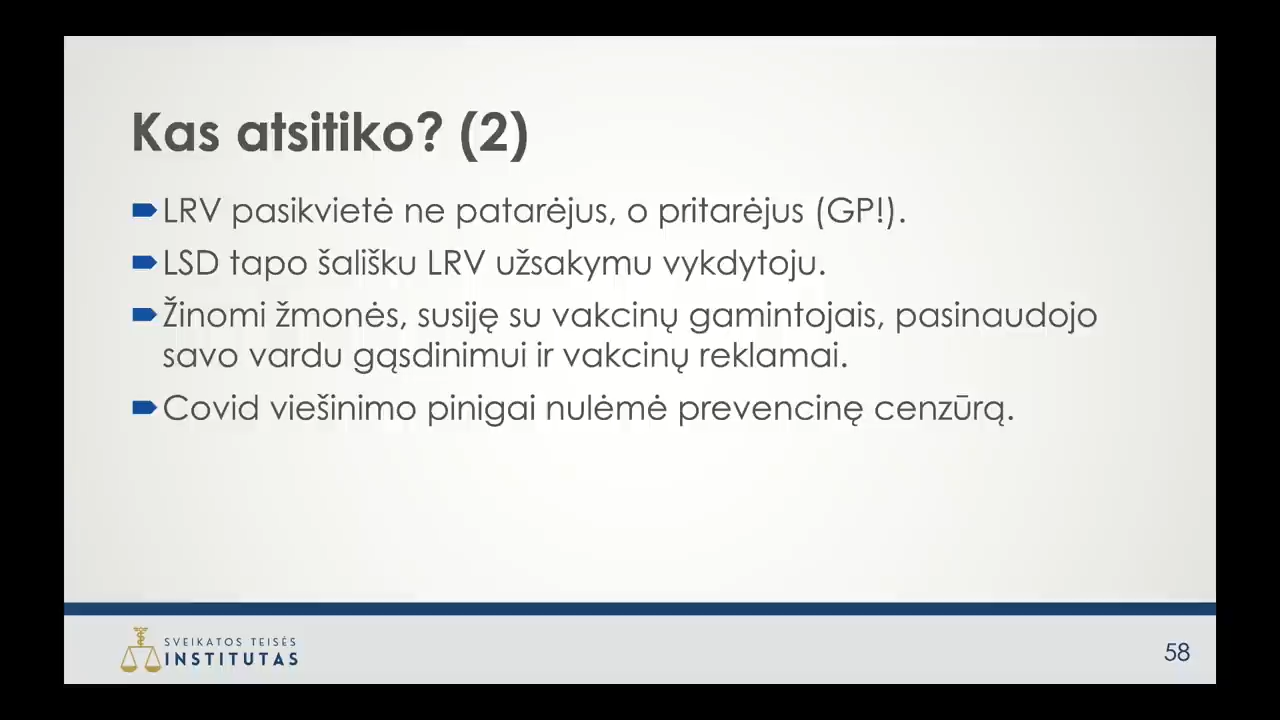 Kas atsitiko? (2)
LRV pasikvietė ne patarėjus, o pritarėjus (GP!).
LSD tapo šališku LRV užsakymu vykdytoju.
Žinomi žmonės, susiję su vakcinų gamintojais, pasinaudojo
savo vardu gąsdinimui ir vakcinų reklamai.
Covid viešinimo pinigai nulėmė prevencinę cenzūrą.
SVEIKATOS TEISĖS
INSTITUTAS
58